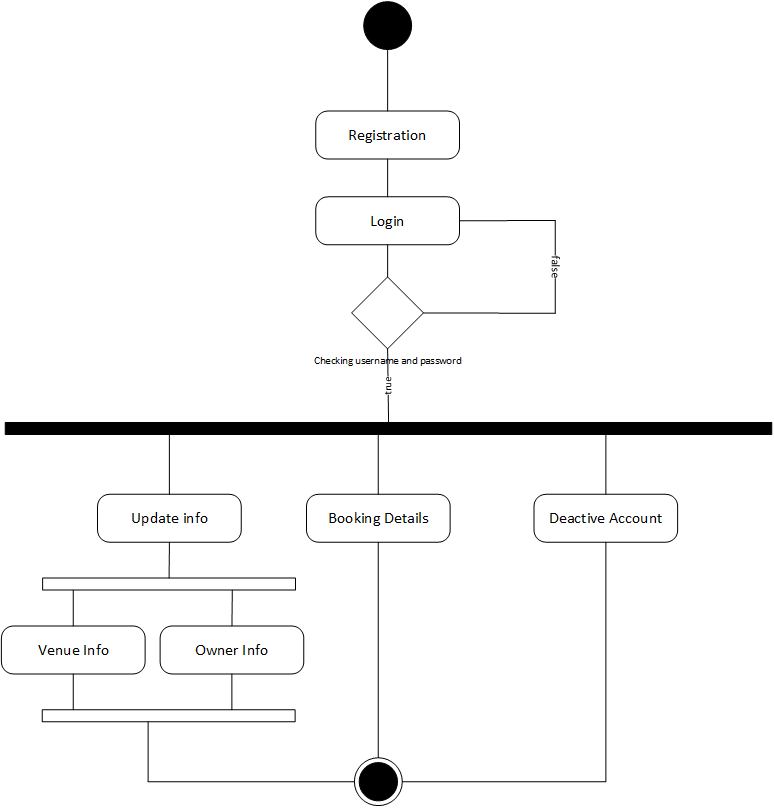 Registration
Login
false
Checking username and password
true
Update info
Booking Details
Deactive Account
Venue Info
Owner Info